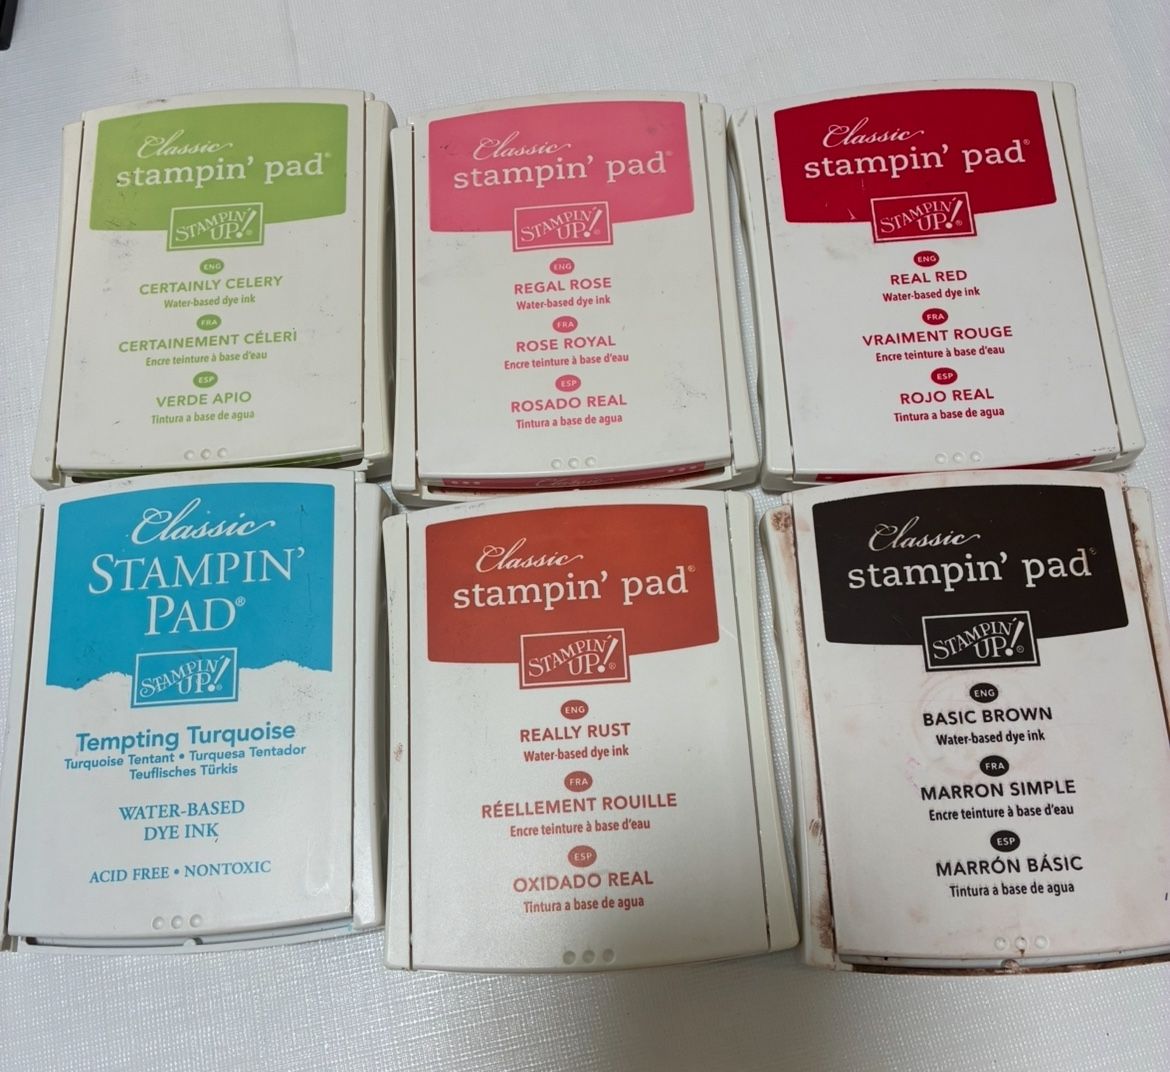 Classic
stampin' pad®
STAMPIN' UP!®
ENG
CERTAINLY CELERY
Water-based dye ink
FRA
CERTAINEMENT CÉLERI
Encre teinture à base d'eau
ESP
VERDE APIO
Tintura a base de agua
Classic
stampin' pad®
STAMPIN' UP!®
ENG
REGAL ROSE
Water-based dye ink
FRA
ROSE ROYAL
Encre teinture à base d'eau
ESP
ROSADO REAL
Tintura a base de agua
Classic
Classic
stampin' pad®
STAMPIN' UP!®
ENG
REAL RED
Water-based dye ink
FRA
VRAIMENT ROUGE
Encre teinture à base d'eau
ESP
ROJO REAL
Tintura a base de agua
Classic
STAMPIN'
PAD®
STAMPIN' UP!®
Tempting Turquoise
Turquoise Tentant • Turquesa Tentador
Teuflisches Türkis
WATER-BASED
DYE INK
ACID FREE • NONTOXIC
Classic
stampin' pad®
STAMPIN' UP!®
ENG
REALLY RUST
Water-based dye ink
FRA
RÉELLEMENT ROUILLE
Encre teinture à base d'eau
ESP
OXIDADO REAL
Tintura a base de agua
Classic
stampin' pad®
STAMPIN' UP!®
ENG
BASIC BROWN
Water-based dye ink
FRA
MARRON SIMPLE
Encre teinture à base d'eau
ESP
MARRÓN BÁSIC
Tintura a base de agua